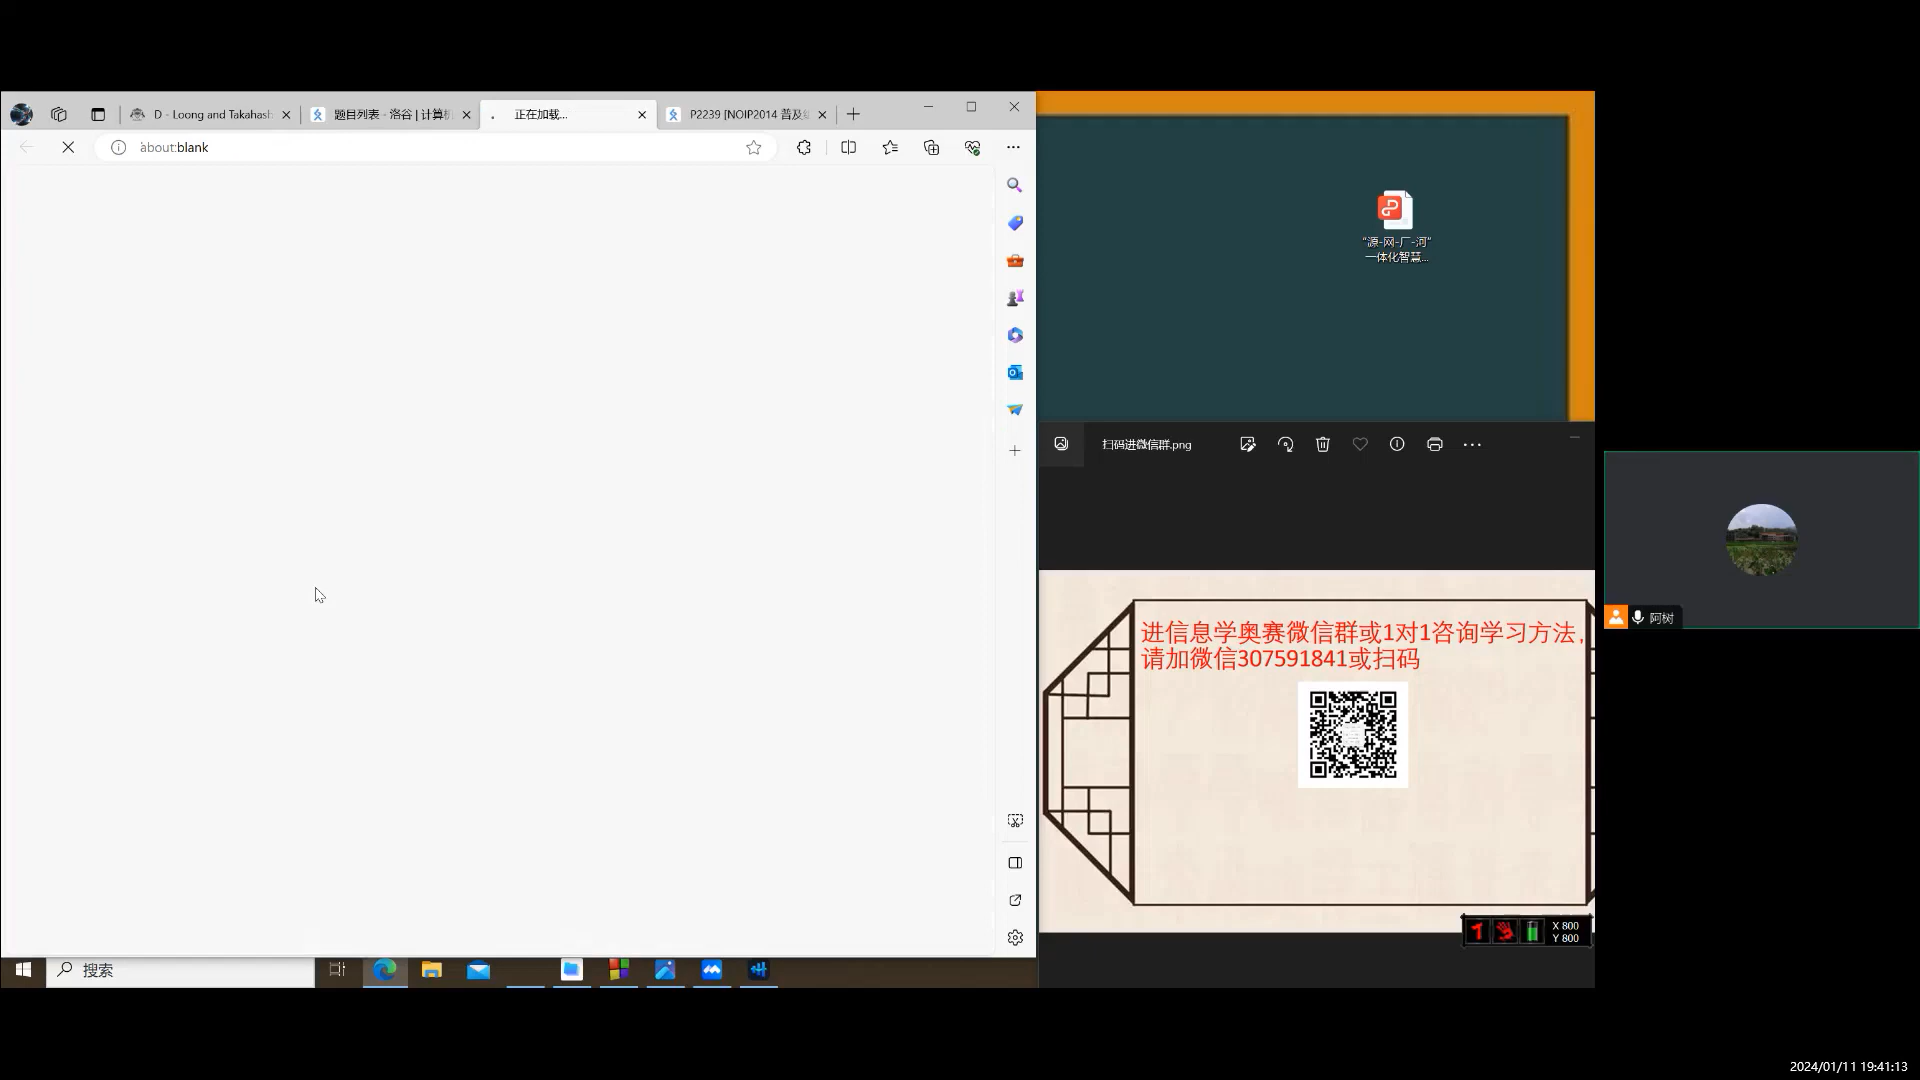 D - Loong and Takahash
题目列表 - 洛谷 | 计算机
正在加载...
P2239 [NOIP2014 普及组
about:blank
"源-网-厂-河"
一体化智慧...
扫码进微信群.png
进信息学奥赛微信群或1对1咨询学习方法，
请加微信307591841或扫码
阿树
X 800
Y 800
搜索
2024/01/11 19:41:13